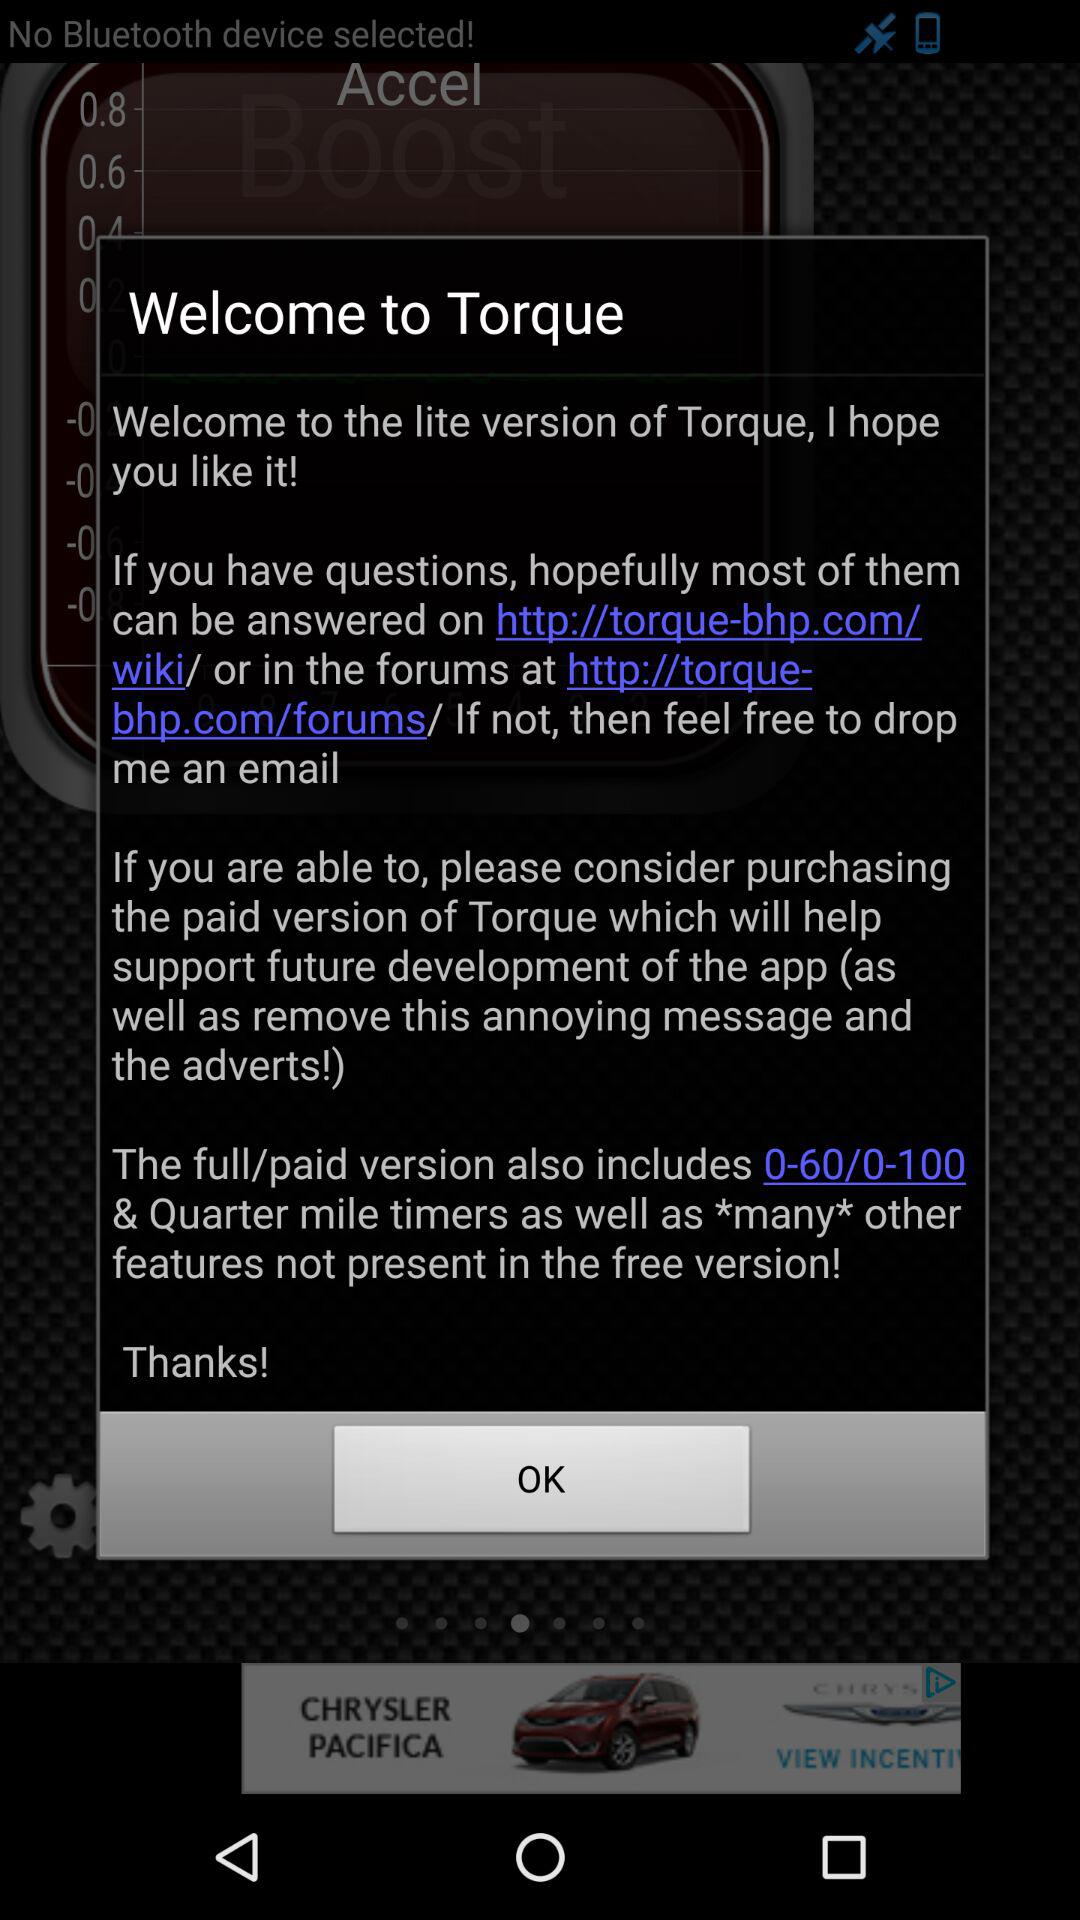 No Bluetooth device selected!
Accel
Boost
0.8
0.6
0.4
0.2
0
-0.
-0.
-0.6
-0.8
Welcome to Torque
Welcome to the lite version of Torque, I hope
you like it!
If you have questions, hopefully most of them
can be answered on http://torque-bhp.com/
wiki/ or in the forums at http://torque-
bhp.com/forums/ If not, then feel free to drop
me an email
If you are able to, please consider purchasing
the paid version of Torque which will help
support future development of the app (as
well as remove this annoying message and
the adverts!)
The full/paid version also includes 0-60/0-100
& Quarter mile timers as well as *many* other
features not present in the free version!
Thanks!
OK
CHRYSLER
PACIFICA
CHRYS
VIEW INCENTI